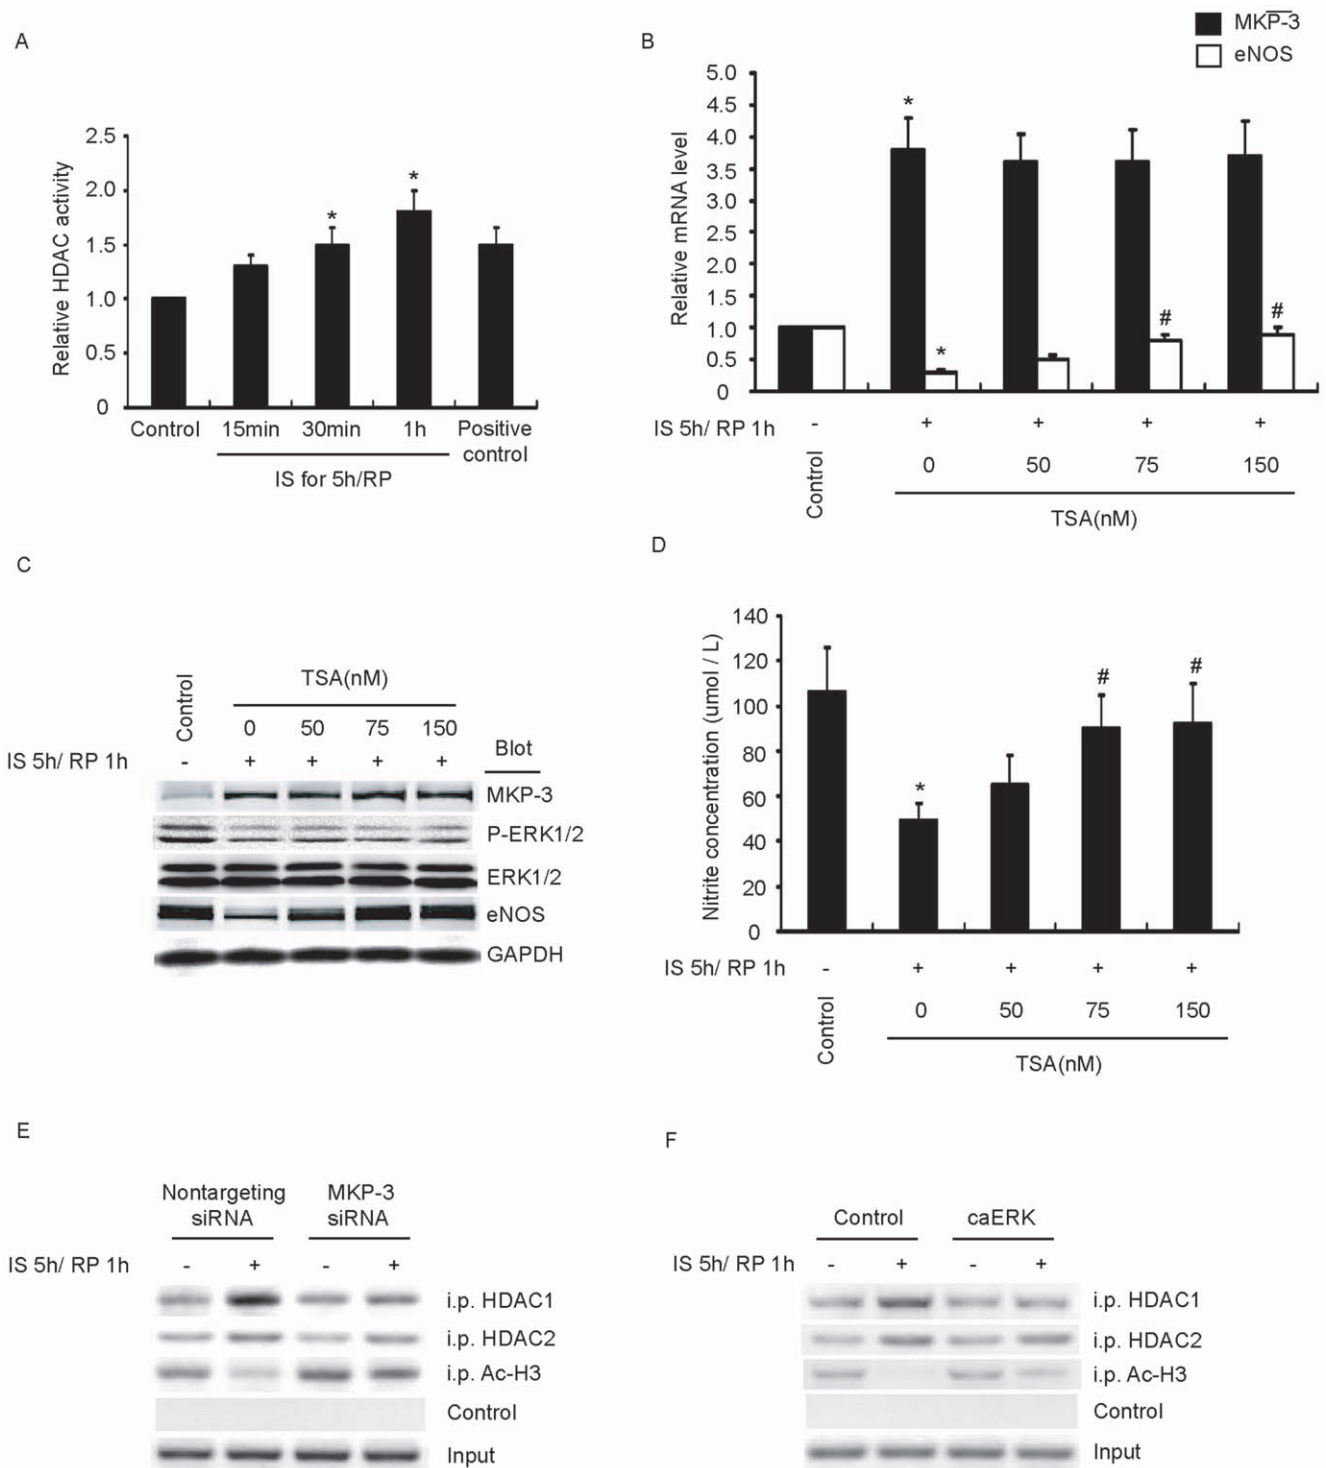 A
Relative HDAC activity
2.5
2.0
1.5
1.0
0.5
0
Control 15min 30min 1h Positive control
IS for 5h/RP
* *
B
MKP-3
eNOS
Relative mRNA level
5.0
4.5
4.0
3.5
3.0
2.5
2.0
1.5
1.0
0.5
0
* * # #
IS 5h/ RP 1h - + + + +
Control 0 50 75 150
TSA(nM)
C
Control
TSA(nM)
0 50 75 150
IS 5h/ RP 1h - + + + +
Blot
MKP-3
P-ERK1/2
ERK1/2
eNOS
GAPDH
D
Nitrite concentration (umol / L)
140
120
100
80
60
40
20
0
* # #
IS 5h/ RP 1h - + + + +
Control 0 50 75 150
TSA(nM)
E
Nontargeting siRNA
MKP-3 siRNA
IS 5h/ RP 1h - + - +
i.p. HDAC1
i.p. HDAC2
i.p. Ac-H3
Control
Input
F
Control caERK
IS 5h/ RP 1h - + - +
i.p. HDAC1
i.p. HDAC2
i.p. Ac-H3
Control
Input